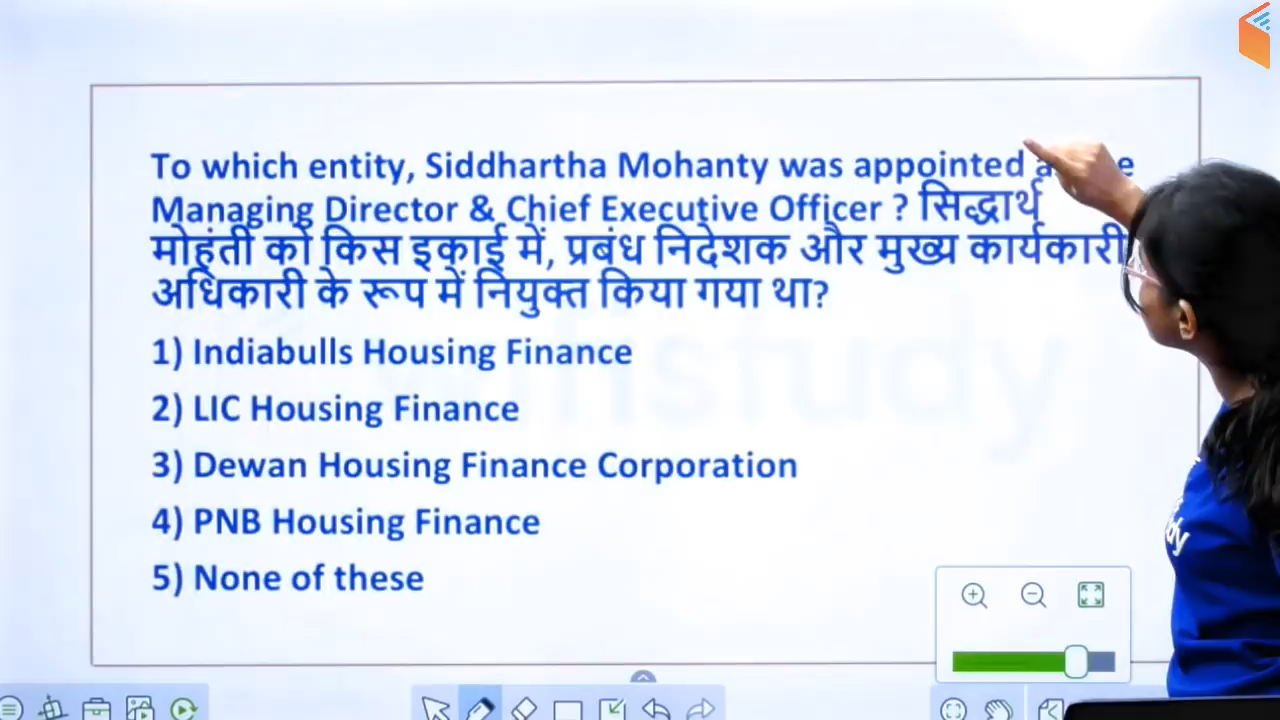 To which entity, Siddhartha Mohanty was appointed
Managing Director & Chief Executive Officer ? सिद्धार्थ
मोहंती को किस इकाई में, प्रबंध निदेशक और मुख्य कार्यकारी
अधिकारी के रूप में नियुक्त किया गया था?
1) Indiabulls Housing Finance
2) LIC Housing Finance
3) Dewan Housing Finance Corporation
4) PNB Housing Finance
5) None of these